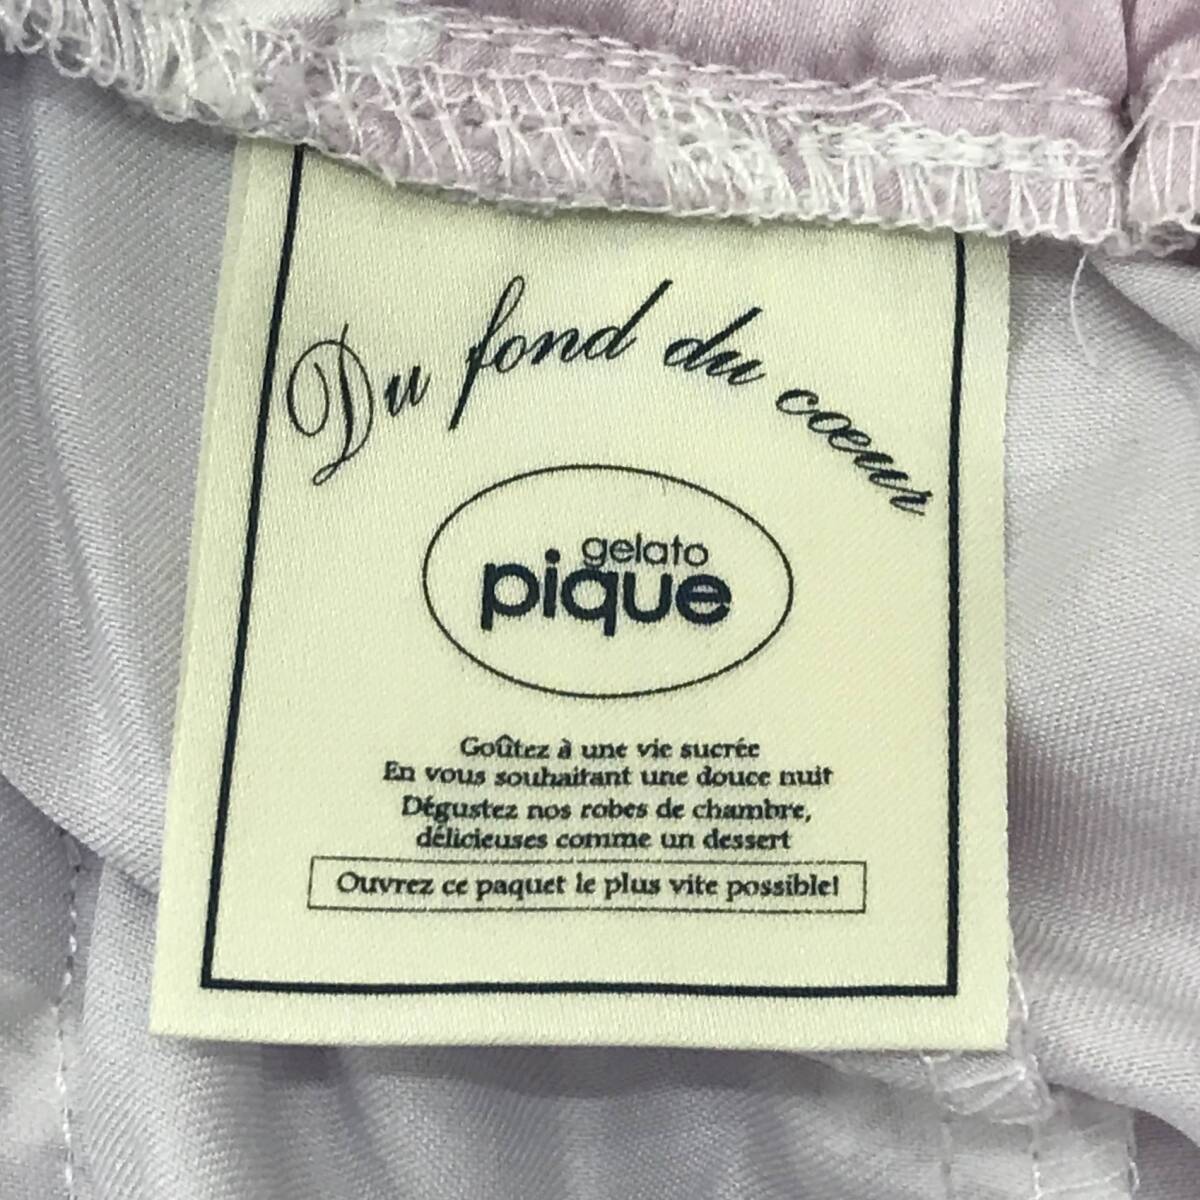 Du fond du cœur
gelato
pique
Goûtez à une vie sucrée
En vous souhaitant une douce nuit
Dégustez nos robes de chambre,
délicieuses comme un dessert
Ouvrez ce paquet le plus vite possible!